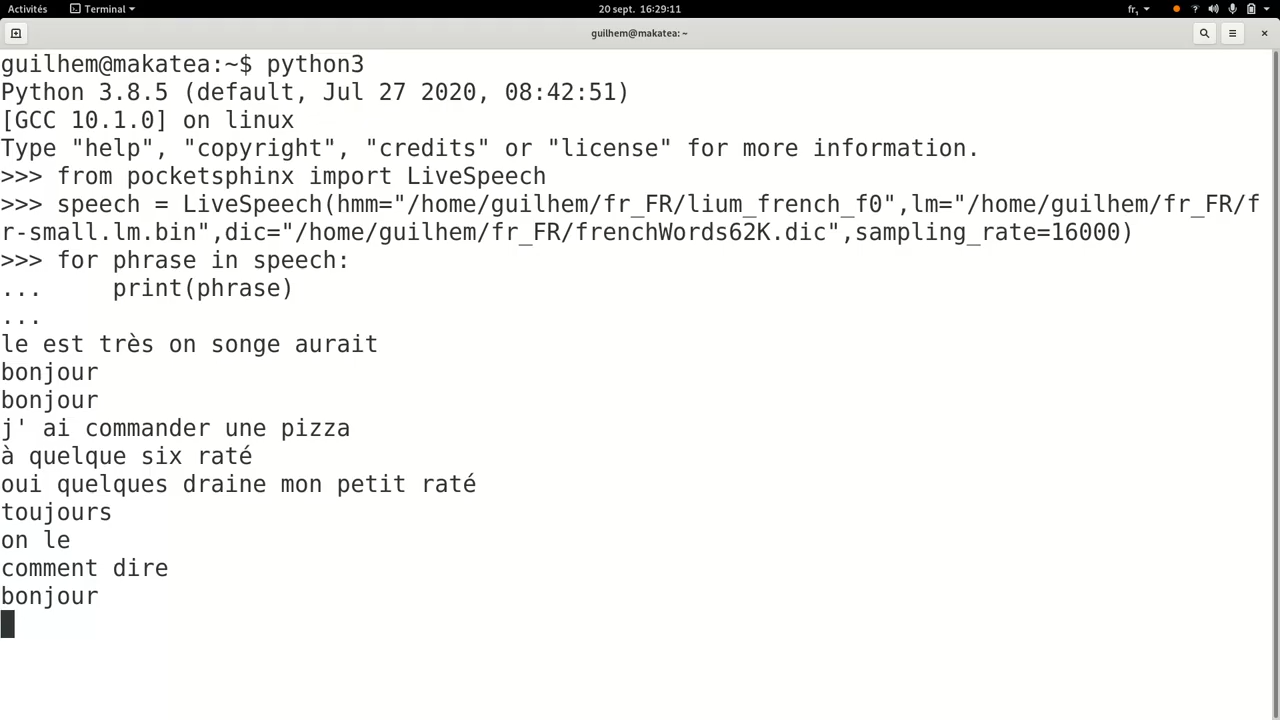 Activités Terminal 20 sept. 16:29:11 fr₁
guilhem@makatea: ~
guilhem@makatea:~$ python3
Python 3.8.5 (default, Jul 27 2020, 08:42:51)
[GCC 10.1.0] on linux
Type "help", "copyright", "credits" or "license" for more information.
>>> from pocketsphinx import LiveSpeech
>>> speech = LiveSpeech(hmm="/home/guilhem/fr_FR/lium_french_f0",lm="/home/guilhem/fr_FR/f
r-small.lm.bin",dic="/home/guilhem/fr_FR/frenchWords62K.dic",sampling_rate=16000)
>>> for phrase in speech:
...     print(phrase)
...
le est très on songe aurait
bonjour
bonjour
j' ai commander une pizza
à quelque six raté
oui quelques draine mon petit raté
toujours
on le
comment dire
bonjour